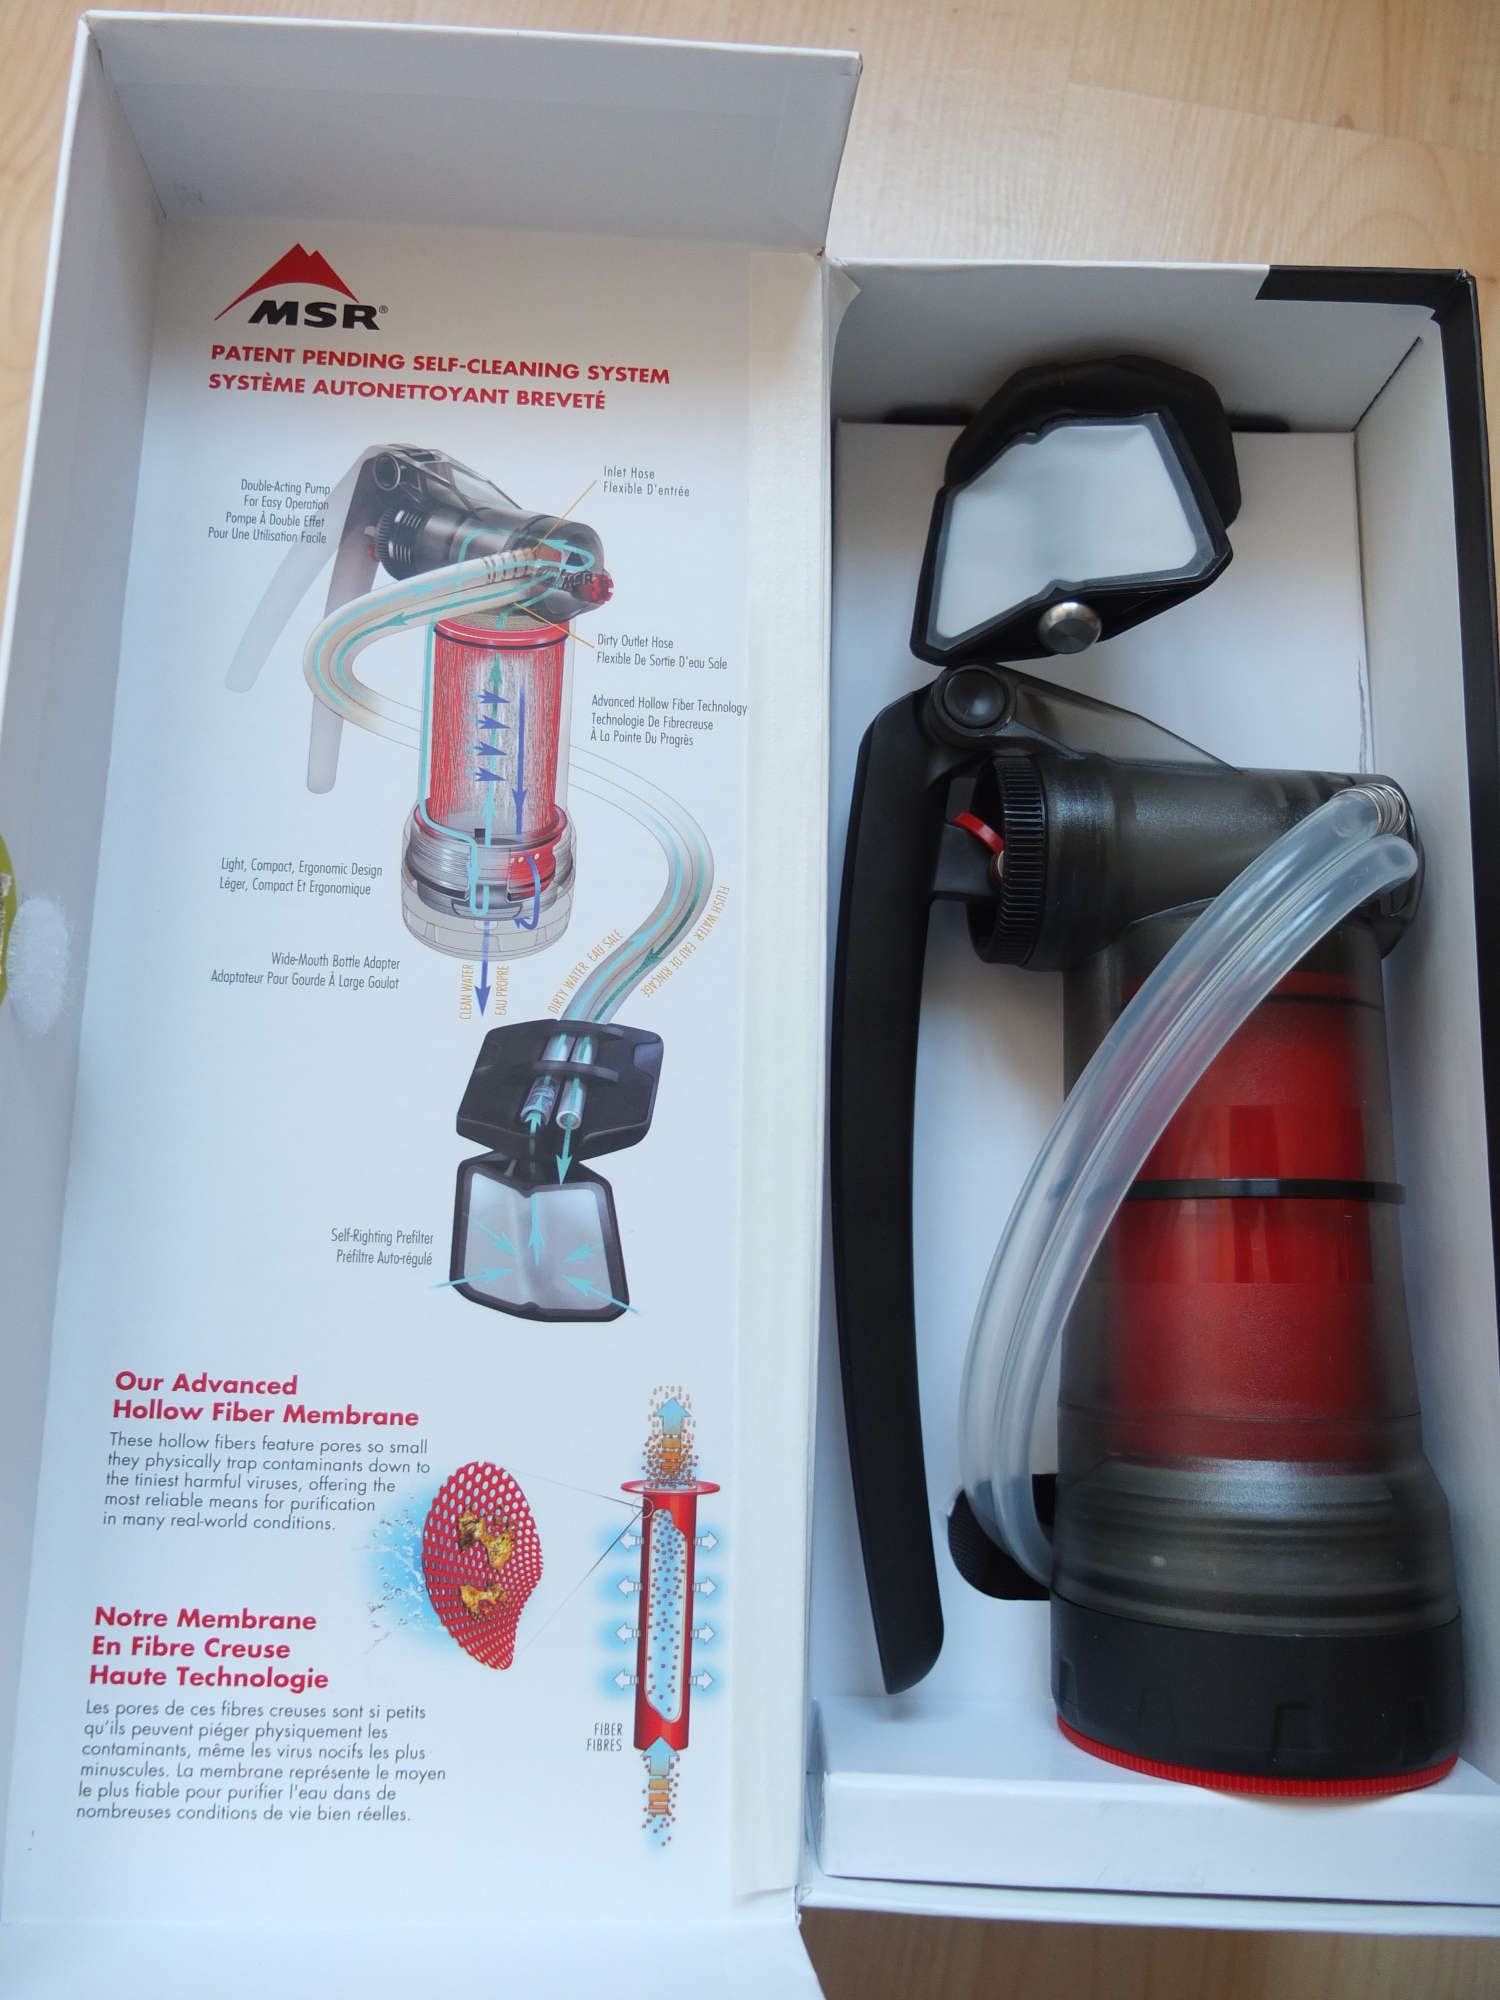 MSR®
PATENT PENDING SELF-CLEANING SYSTEM
SYSTÈME AUTONETTOYANT BREVETÉ
Double-Acting Pump
For Easy Operation
Pompe À Double Effet
Pour Une Utilisation Facile
Inlet Hose
Flexible D'entrée
MSR
Dirty Outlet Hose
Flexible De Sortie D'eau Sale
Advanced Hollow Fiber Technology
Technologie De Fibrecreuse
À La Pointe Du Progrès
Light, Compact, Ergonomic Design
Léger, Compact Et Ergonomique
Wide-Mouth Bottle Adapter
Adaptateur Pour Gourde À Large Goulot
CLEAN WATER
EAU PROPRE
DIRTY WATER EAU SALE
FLUSH WATER EAU DE RINÇAGE
Self-Righting Prefilter
Préfiltre Auto-régulé
Our Advanced
Hollow Fiber Membrane
These hollow fibers feature pores so small
they physically trap contaminants down to
the tiniest harmful viruses, offering the
most reliable means for purification
in many real-world conditions.
Notre Membrane
En Fibre Creuse
Haute Technologie
Les pores de ces fibres creuses sont si petits
qu'ils peuvent piéger physiquement les
contaminants, même les virus nocifs les plus
minuscules. La membrane représente le moyen
le plus fiable pour purifier l'eau dans de
nombreuses conditions de vie bien réelles.
FIBER
FIBRES